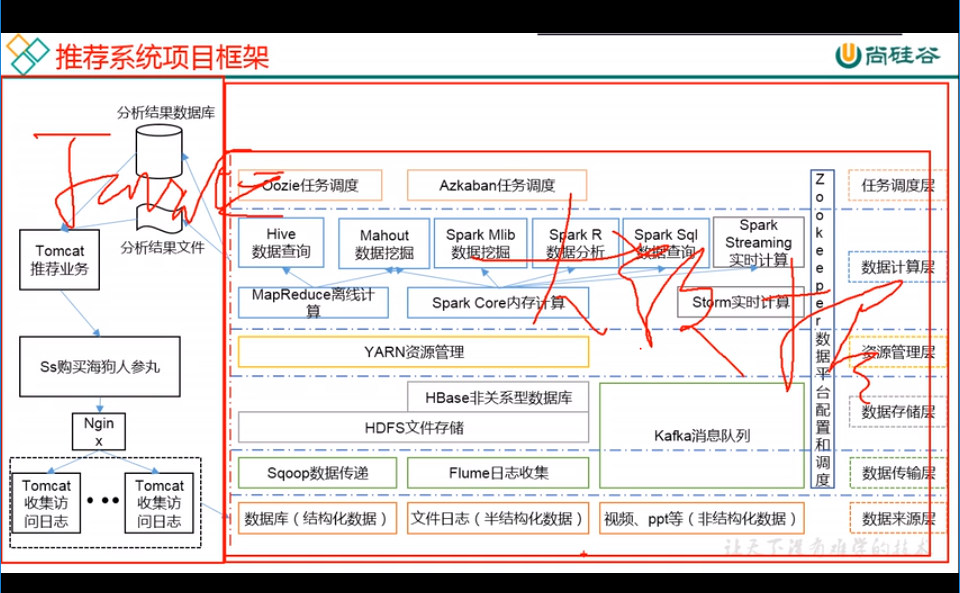 推荐系统项目框架
尚硅谷
分析结果数据库
Tomcat
推荐业务
分析结果文件
Ss购买海狗人参丸
Ngin
x
Tomcat
收集访
问日志
Tomcat
收集访
问日志
JavaEE
Oozie任务调度
Azkaban任务调度
任务调度层
Hive
数据查询
Mahout
数据挖掘
Spark Mlib
数据挖掘
Spark R
数据分析
Spark Sql
数据查询
Spark
Streaming
实时计算
数据计算层
MapReduce离线计
算
Spark Core内存计算
Storm实时计算
YARN资源管理
资源管理层
HBase非关系型数据库
HDFS文件存储
Kafka消息队列
数据存储层
Sqoop数据传递
Flume日志收集
数据传输层
数据库（结构化数据）
文件日志（半结构化数据）
视频、ppt等（非结构化数据）
数据来源层
Zookeeper数据平台配置和调度
让天下没有难学的技术